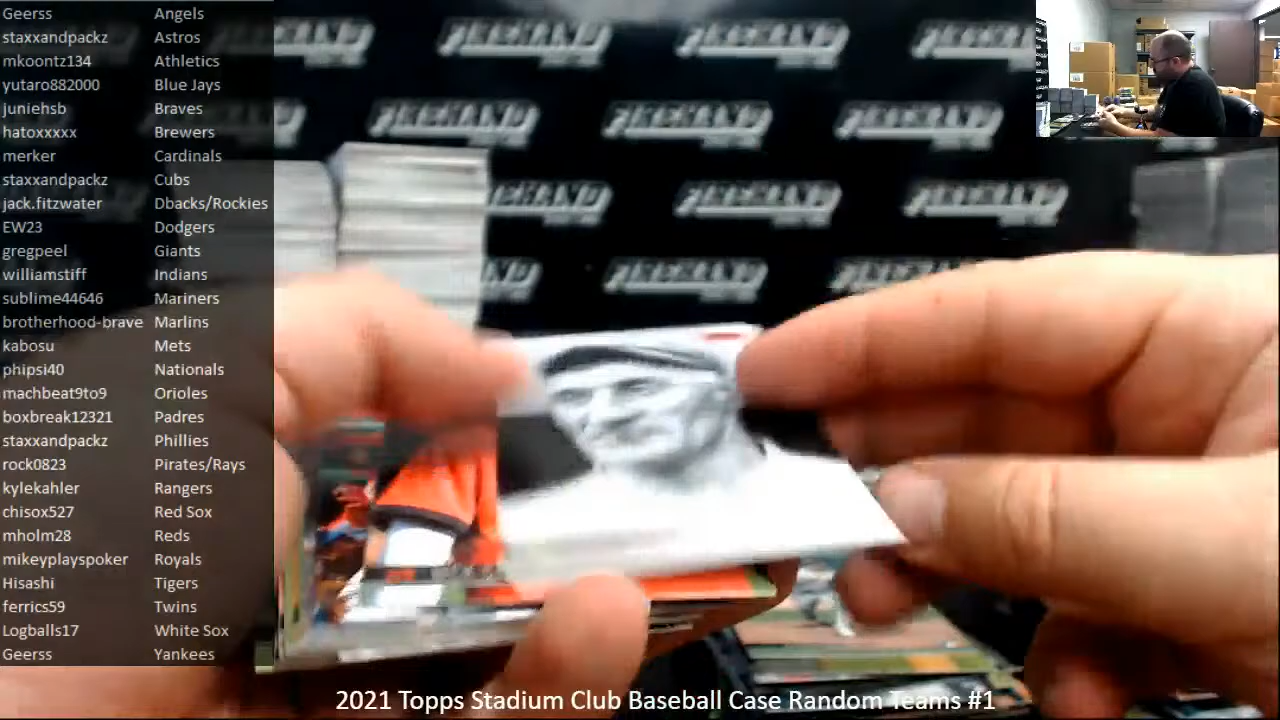 Geerss Angels
staxxandpackz Astros
mkoontz134 Athletics
yutaro882000 Blue Jays
juniehsb Braves
hatoxxxxx Brewers
merker Cardinals
staxxandpackz Cubs
jack.fitzwater Dbacks/Rockies
EW23 Dodgers
gregpeel Giants
williamstiff Indians
sublime44646 Mariners
brotherhood-brave Marlins
kabosu Mets
phipsi40 Nationals
machbeat9to9 Orioles
boxbreak12321 Padres
staxxandpackz Phillies
rock0823 Pirates/Rays
kylekahler Rangers
chisox527 Red Sox
mholm28 Reds
mikeyplayspoker Royals
Hisashi Tigers
ferrics59 Twins
Logballs17 White Sox
Geerss Yankees
2021 Topps Stadium Club Baseball Case Random Teams #1